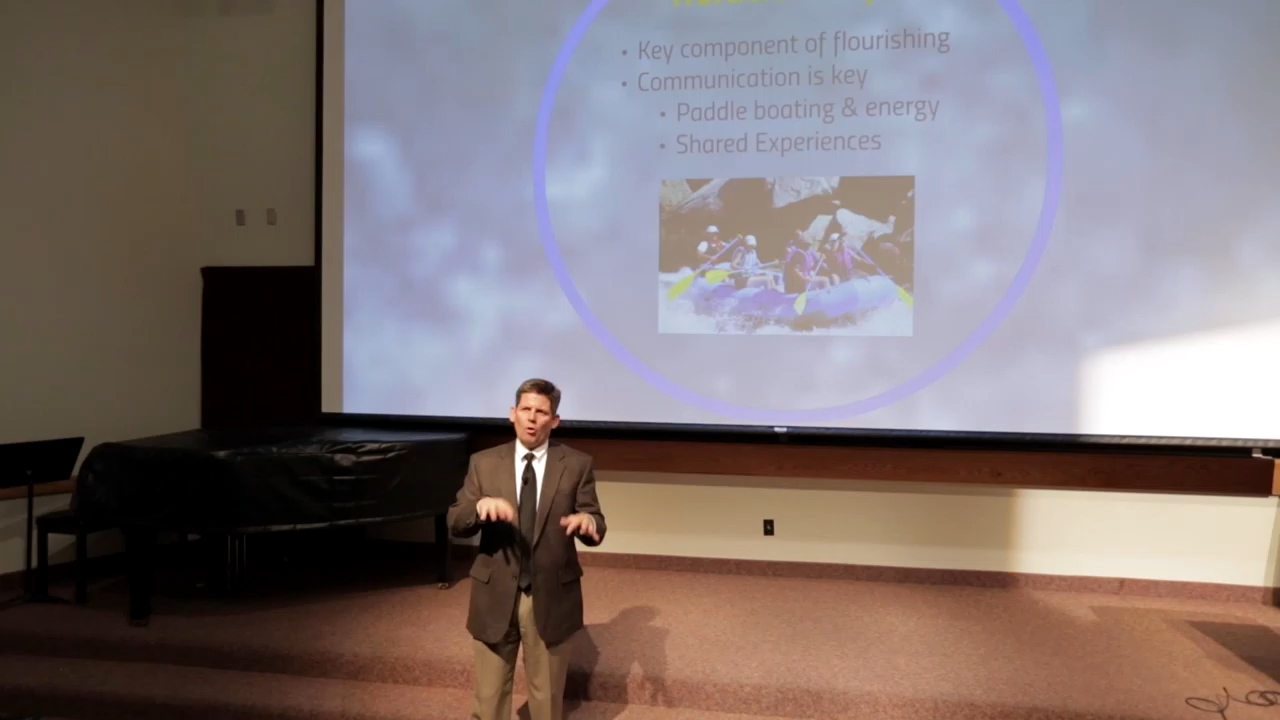 • Key component of flourishing
• Communication is key
• Paddle boating & energy
• Shared Experiences